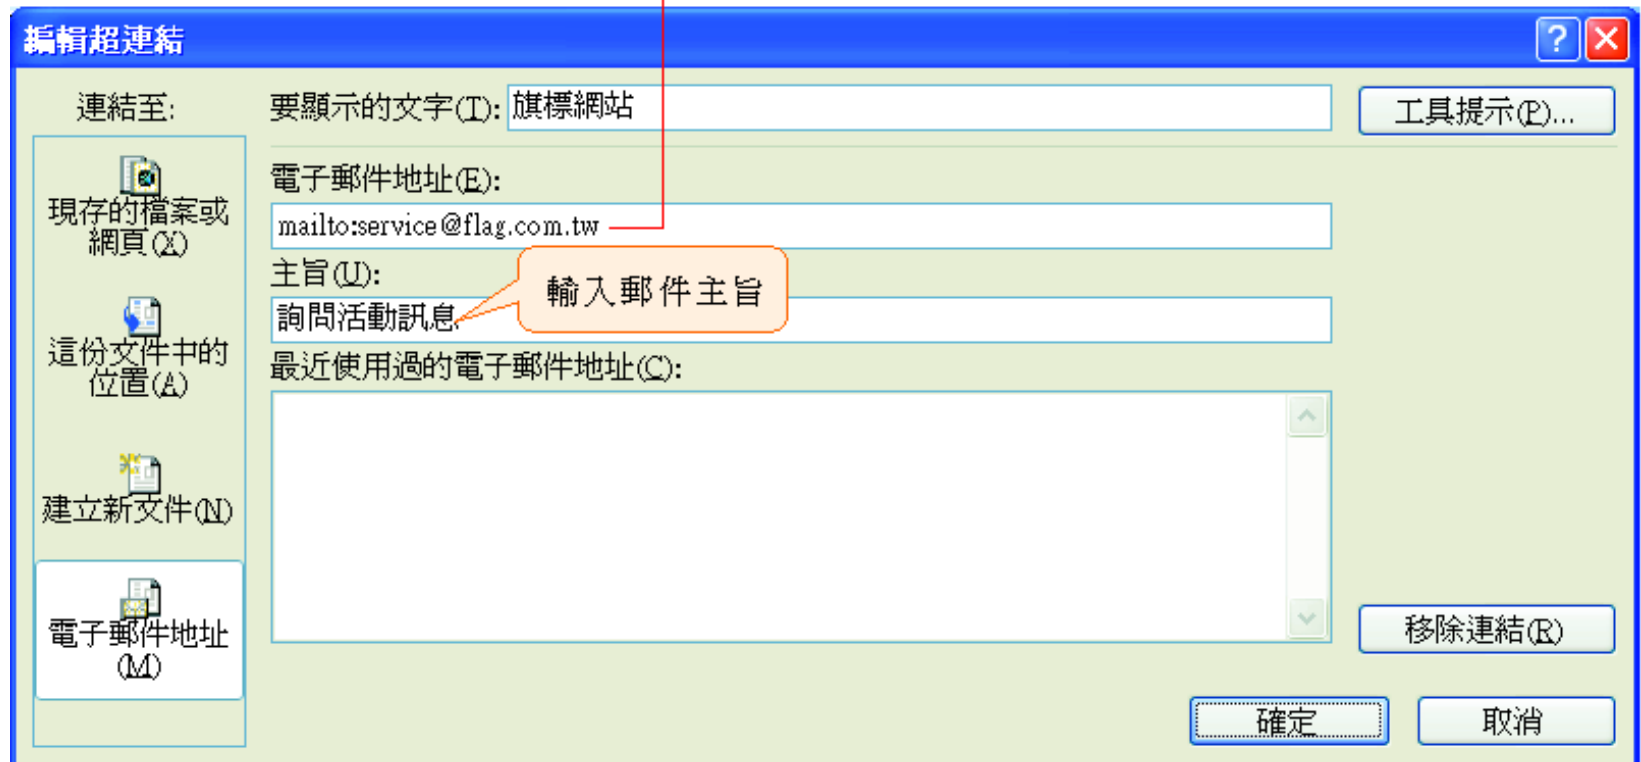 編輯超連結
連結至:
要顯示的文字(T): 旗標網站
工具提示(P)...
現存的檔案或
網頁(X)
電子郵件地址(E):
mailto:service@flag.com.tw
主旨(U):
輸入郵件主旨
詢問活動訊息
這份文件中的
位置(A)
最近使用過的電子郵件地址(C):
建立新文件(N)
電子郵件地址
(M)
移除連結(R)
確定
取消